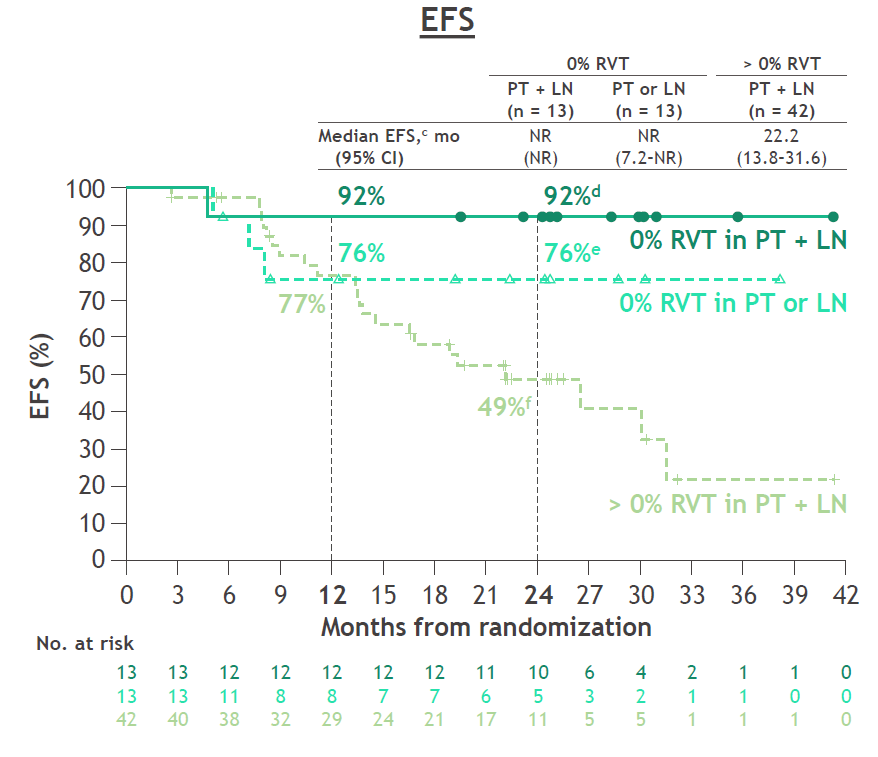 EFS
0% RVT > 0% RVT
PT + LN PT or LN PT + LN
(n = 13) (n = 13) (n = 42)
Median EFS,ᶜ mo NR NR 22.2
(95% CI) (NR) (7.2-NR) (13.8-31.6)
EFS (%)
100
90
80
70
60
50
40
30
20
10
0
92% 92%ᵈ
0% RVT in PT + LN
76% 76%ᵉ
0% RVT in PT or LN
77%
49%ᶠ
> 0% RVT in PT + LN
0 3 6 9 12 15 18 21 24 27 30 33 36 39 42
Months from randomization
No. at risk
13 13 12 12 12 12 12 11 10 6 4 2 1 1 0
13 13 11 8 8 7 7 6 5 3 2 1 1 0 0
42 40 38 32 29 24 21 17 11 5 5 1 1 1 0